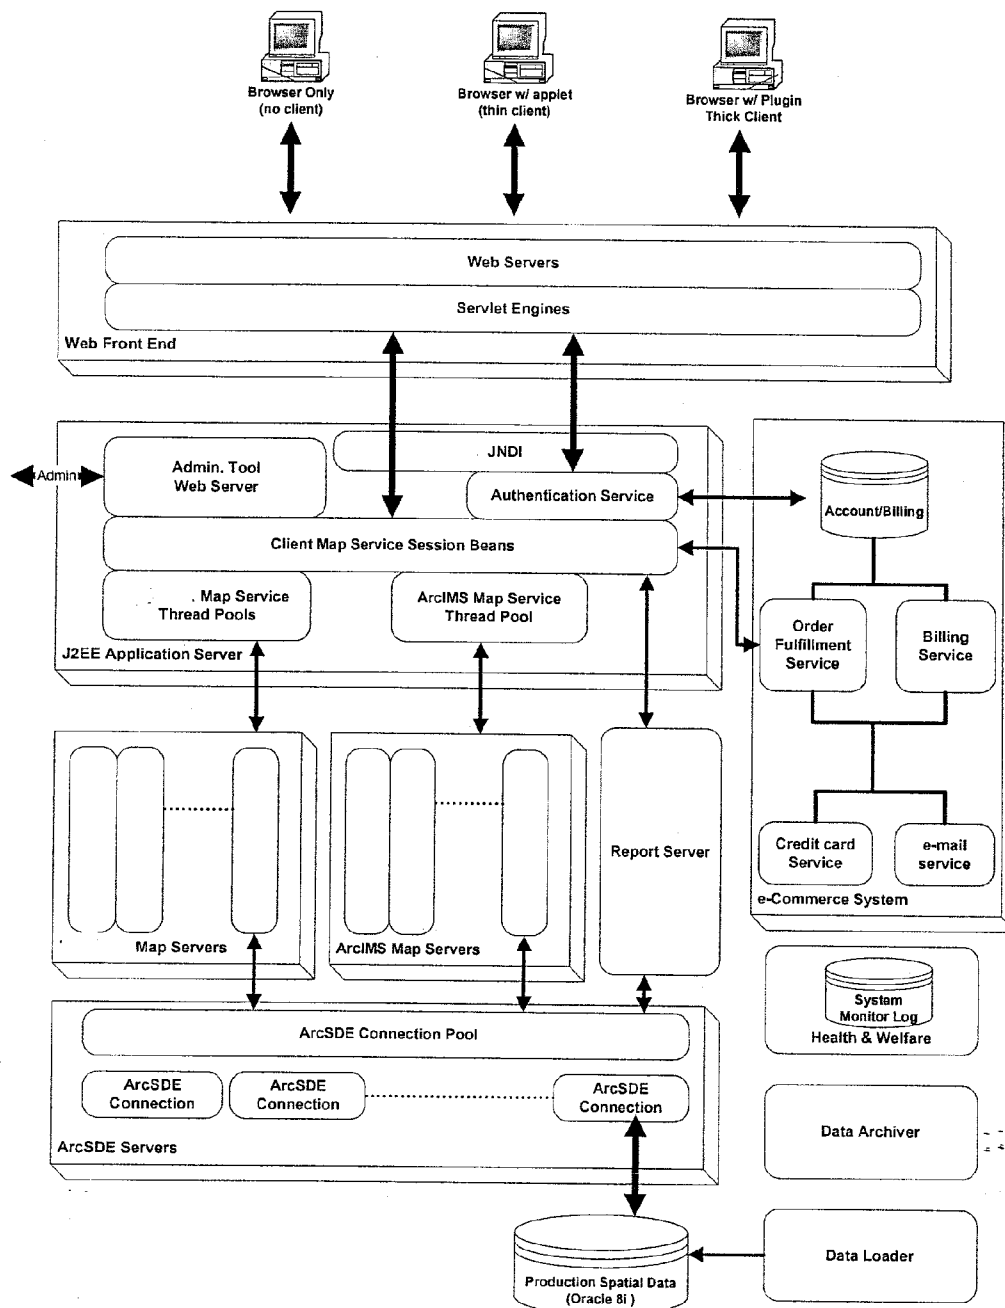 Browser Only
(no client)
Browser w/ applet
(thin client)
Browser w/ Plugin
Thick Client
Web Servers
Servlet Engines
Web Front End
Admin
Admin. Tool
Web Server
JNDI
Authentication Service
Client Map Service Session Beans
. Map Service
Thread Pools
ArcIMS Map Service
Thread Pool
J2EE Application Server
Account/Billing
Order
Fulfillment
Service
Billing
Service
Credit card
Service
e-mail
service
e-Commerce System
Map Servers
ArcIMS Map Servers
Report Server
System
Monitor Log
Health & Welfare
ArcSDE Connection Pool
ArcSDE
Connection
ArcSDE
Connection
ArcSDE
Connection
ArcSDE Servers
Data Archiver
Data Loader
Production Spatial Data
(Oracle 8i )